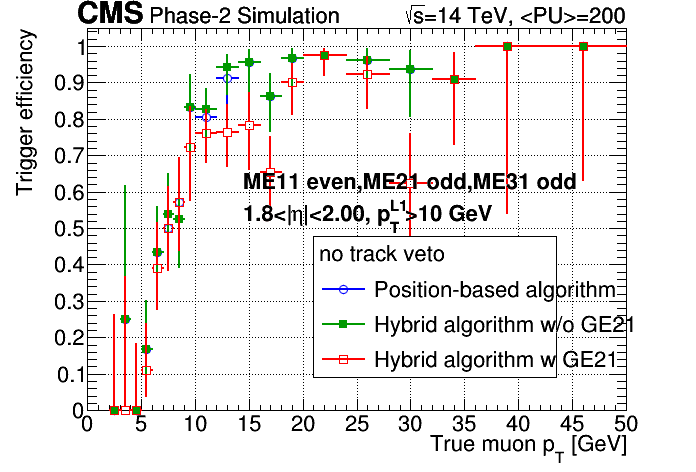 CMS Phase-2 Simulation √s=14 TeV, <PU>=200
Trigger efficiency
1
0.9
0.8
0.7
0.6
0.5
0.4
0.3
0.2
0.1
0
ME11 even,ME21 odd,ME31 odd
1.8<|η|<2.00, p_T^L1>10 GeV
no track veto
Position-based algorithm
Hybrid algorithm w/o GE21
Hybrid algorithm w GE21
0 5 10 15 20 25 30 35 40 45 50
True muon p_T [GeV]